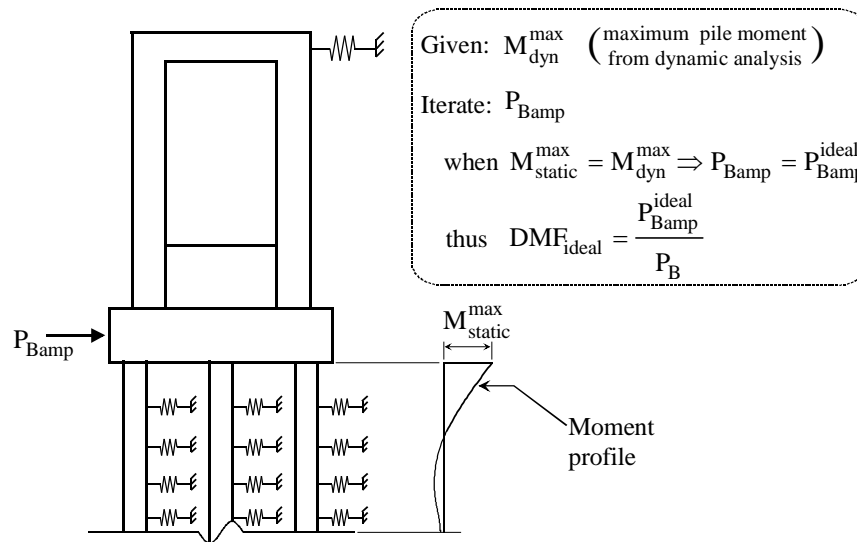 Given: M_dyn^max (maximum pile moment from dynamic analysis)
Iterate: P_Bamp
when M_static^max = M_dyn^max ⇒ P_Bamp = P_Bamp^ideal
thus DMF_ideal = P_Bamp^ideal / P_B
P_Bamp
M_static^max
Moment
profile